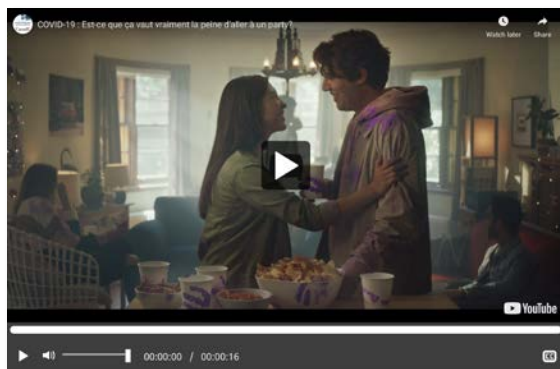 COVID-19 : Est-ce que ça vaut vraiment la peine d'aller à un party?
Watch later
Share
YouTube
00:00:00 / 00:00:16
CC